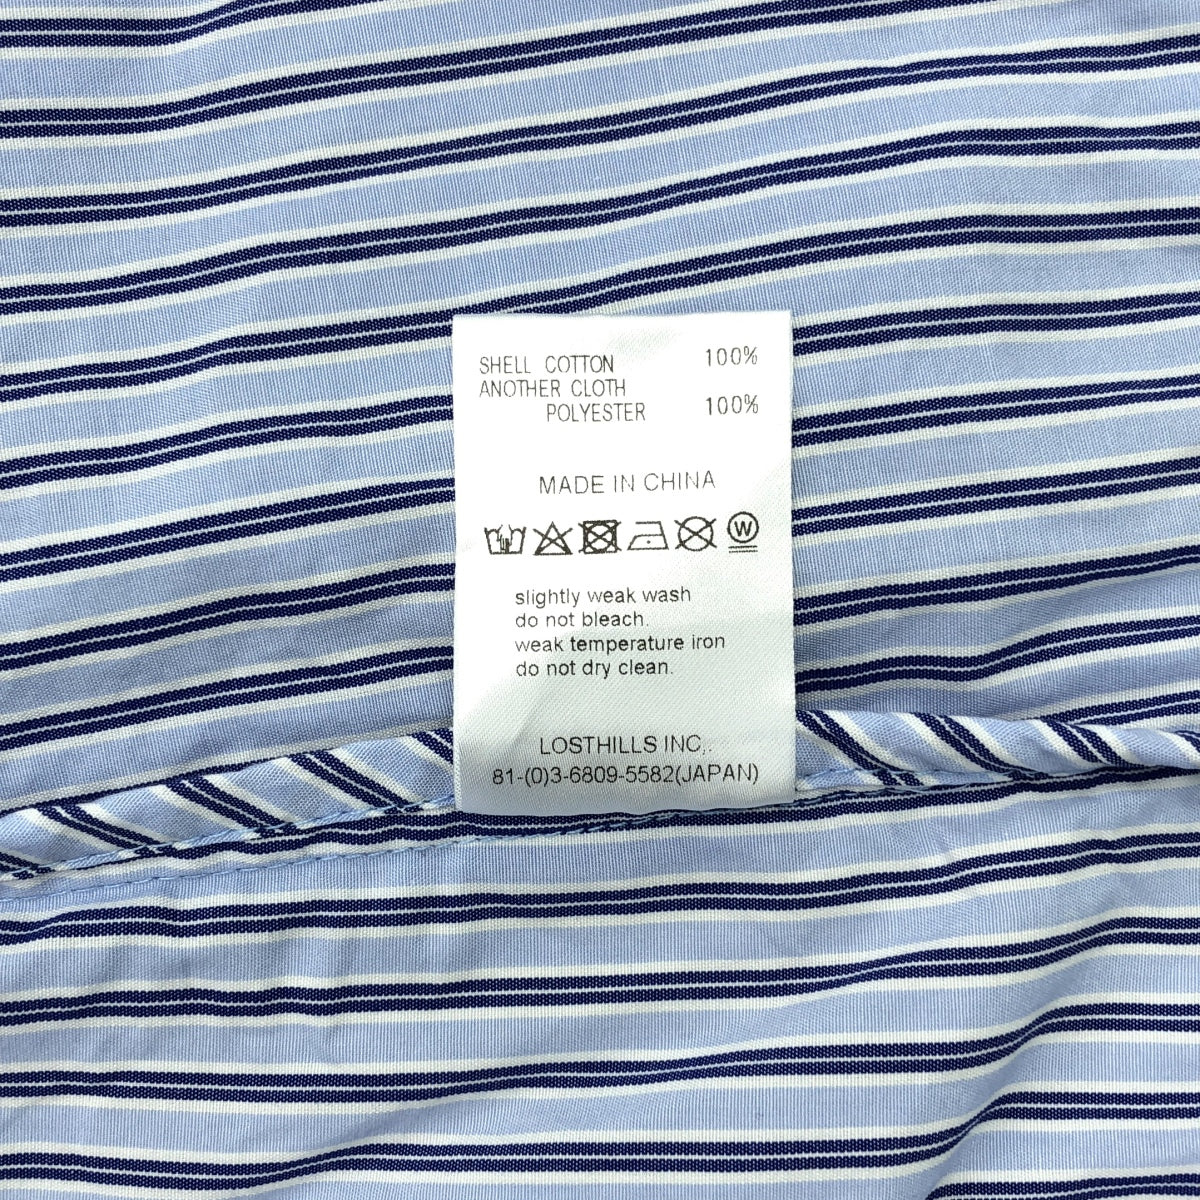 SHELL COTTON 100%
ANOTHER CLOTH
POLYESTER 100%
MADE IN CHINA
W
slightly weak wash
do not bleach.
weak temperature iron
do not dry clean.
LOSTHILLS INC,.
81-(0)3-6809-5582(JAPAN)